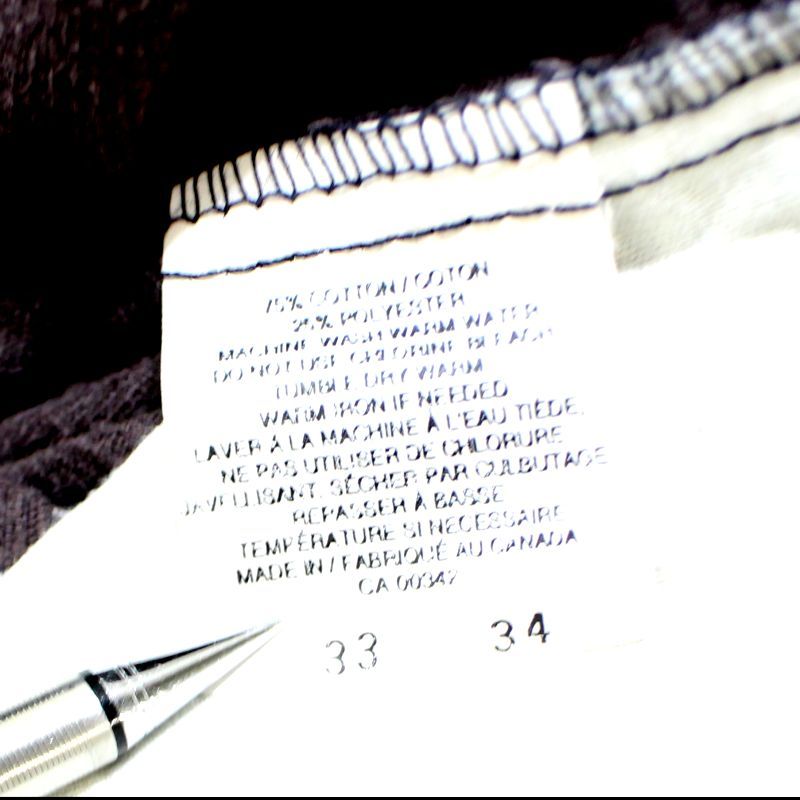 75% COTTON / COTON
25% POLYESTER
MACHINE WASH WARM WATER
DO NOT USE CHLORINE BLEACH
TUMBLE DRY WARM
WARM IRON IF NEEDED
LAVER À LA MACHINE À L'EAU TIÈDE.
NE PAS UTILISER DE CHLORURE
JAVELLISANT. SÉCHER PAR CULBUTAGE
REPASSER À BASSE
TEMPÉRATURE SI NECESSAIRE
MADE IN / FABRIQUÉ AU CANADA
CA 00342
33 34